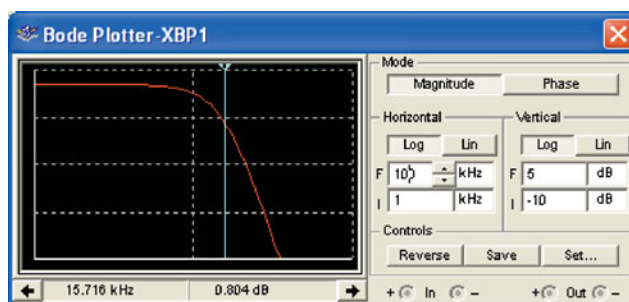 Bode Plotter-XBP1
Mode
Magnitude Phase
Horizontal Vertical
Log Lin Log Lin
F 100 kHz F 5 dB
I 1 kHz I -10 dB
Controls
Reverse Save Set...
15.716 kHz 0.804 dB + In - + Out -